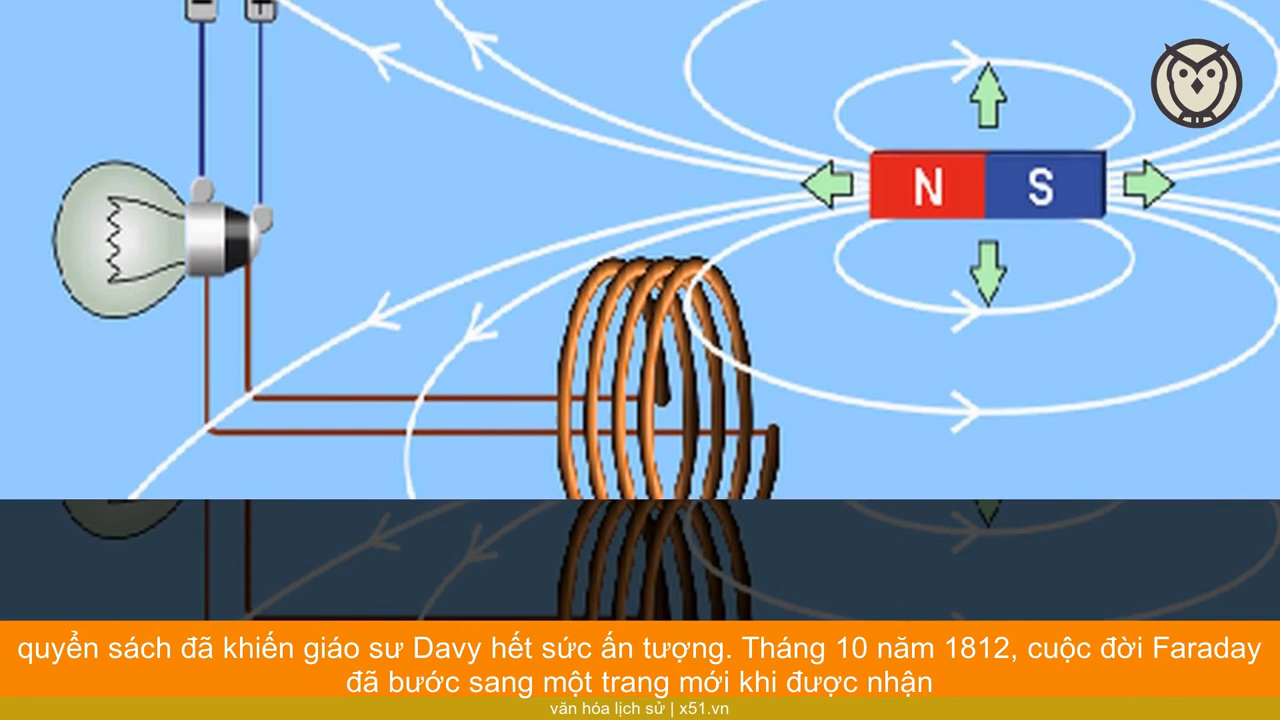 − +
N S
quyển sách đã khiến giáo sư Davy hết sức ấn tượng. Tháng 10 năm 1812, cuộc đời Faraday
đã bước sang một trang mới khi được nhận
văn hóa lịch sử | x51.vn